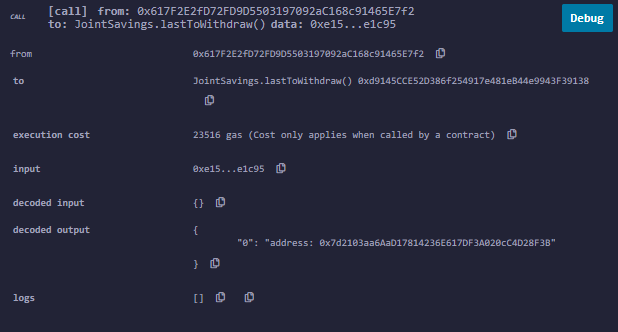 CALL [call] from: 0x617F2E2fD72FD9D5503197092aC168c91465E7f2
to: JointSavings.lastToWithdraw() data: 0xe15...e1c95
Debug
from 0x617F2E2fD72FD9D5503197092aC168c91465E7f2
to JointSavings.lastToWithdraw() 0xd9145CCE52D386f254917e481eB44e9943F39138
execution cost 23516 gas (Cost only applies when called by a contract)
input 0xe15...e1c95
decoded input {}
decoded output {
"0": "address: 0x7d2103aa6AaD17814236E617DF3A020cC4D28F3B"
}
logs []